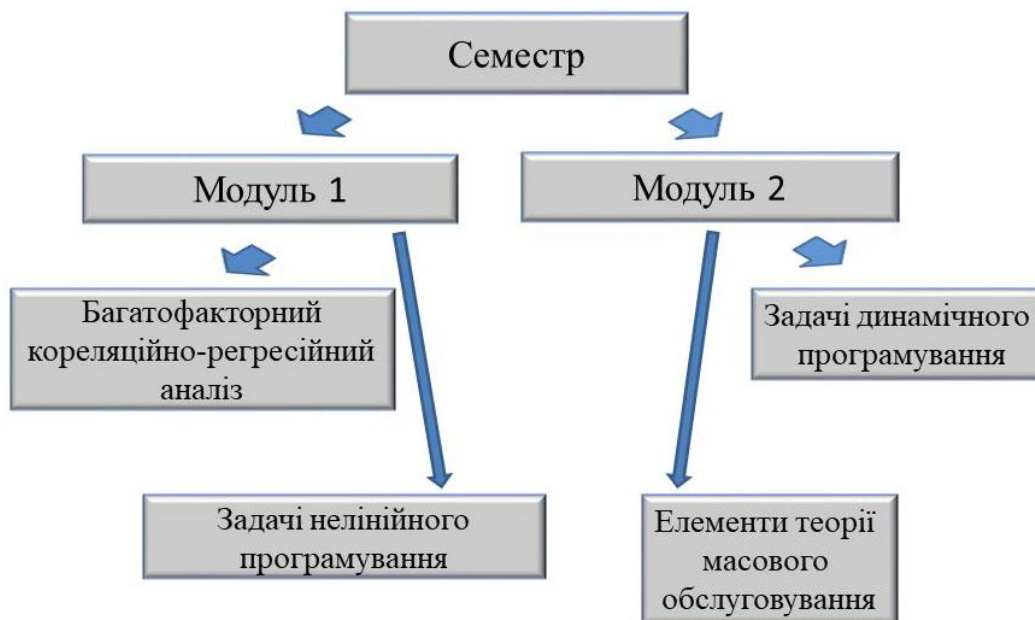 Семестр
Модуль 1
Модуль 2
Багатофакторний
кореляційно-регресійний
аналіз
Задачі динамічного
програмування
Задачі нелінійного
програмування
Елементи теорії
масового
обслуговування